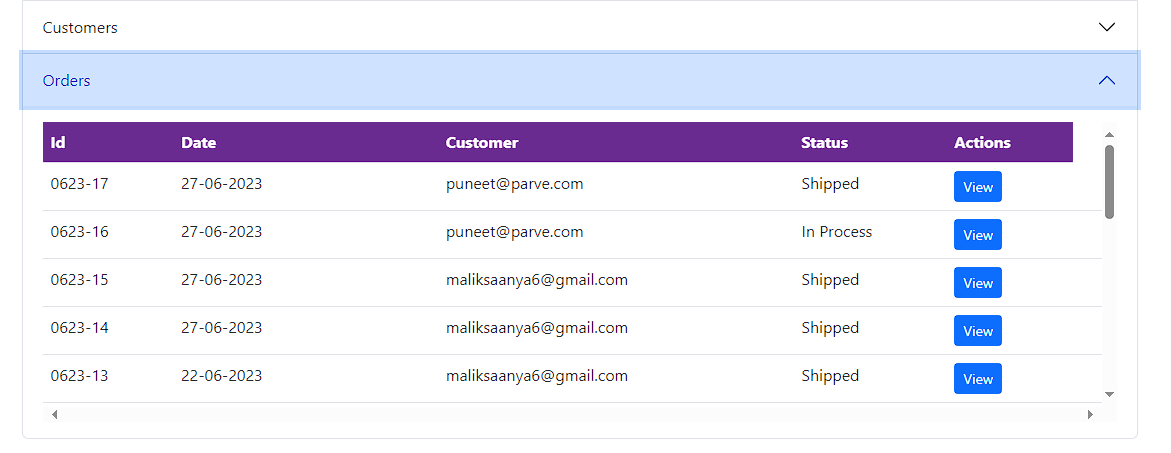 Customers
Orders
Id Date Customer Status Actions
0623-17 27-06-2023 puneet@parve.com Shipped View
0623-16 27-06-2023 puneet@parve.com In Process View
0623-15 27-06-2023 maliksaanya6@gmail.com Shipped View
0623-14 27-06-2023 maliksaanya6@gmail.com Shipped View
0623-13 22-06-2023 maliksaanya6@gmail.com Shipped View